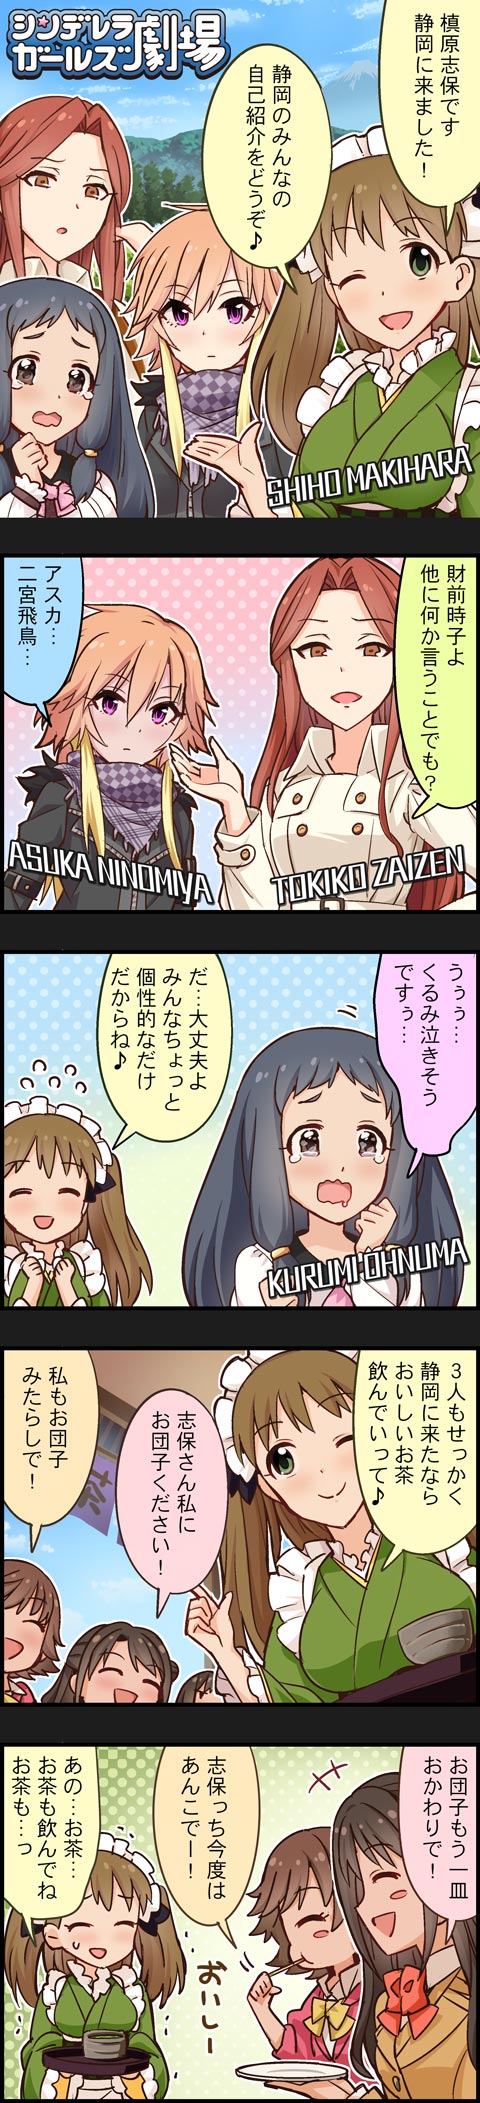 シンデレラ
ガールズ劇場
槙原志保です
静岡に来ました！
静岡のみんなの
自己紹介をどうぞ♪
SHIHO MAKIHARA
財前時子よ
他に何か言うことでも？
アスカ…
二宮飛鳥…
ASUKA NINOMIYA
TOKIKO ZAIZEN
うぅぅ…
くるみ泣きそう
ですぅ…
だ…大丈夫よ
みんなちょっと
個性的なだけ
だからね♪
KURUMI OHNUMA
3人もせっかく
静岡に来たなら
おいしいお茶
飲んでいって♪
志保さん私に
お団子ください！
私もお団子
みたらしで！
お団子もう一皿
おかわりで！
志保っち今度は
あんこでー！
おいしー
あの…お茶…
お茶も飲んでね
お茶も…っ